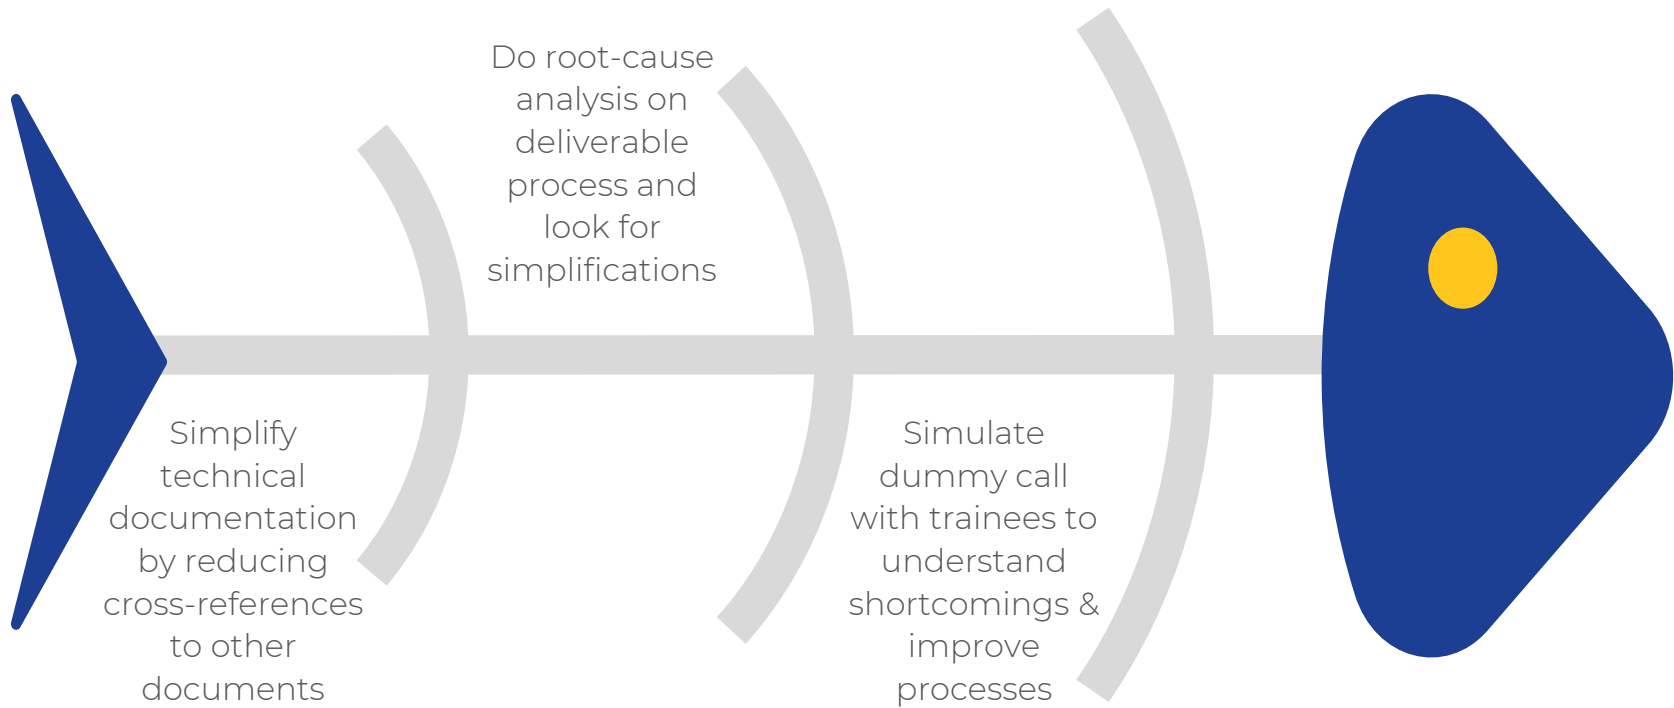 Do root-cause
analysis on
deliverable
process and
look for
simplifications
Simplify
technical
documentation
by reducing
cross-references
to other
documents
Simulate
dummy call
with trainees to
understand
shortcomings &
improve
processes